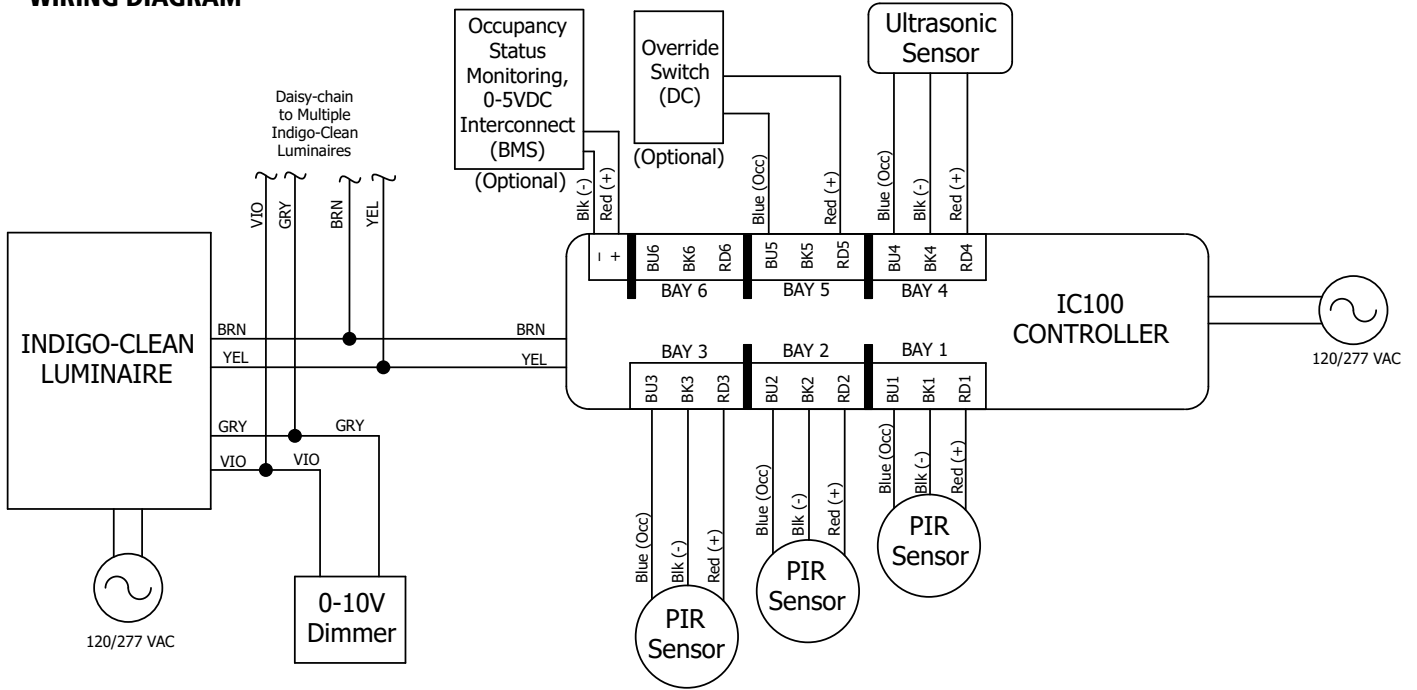 WIRING DIAGRAM
Occupancy
Status
Monitoring,
0-5VDC
Interconnect
(BMS)
(Optional)
Override
Switch
(DC)
(Optional)
Ultrasonic
Sensor
Daisy-chain
to Multiple
Indigo-Clean
Luminaires
VIO
GRY
BRN
YEL
Blk (-)
Red (+)
Blue (Occ)
Red (+)
Blue (Occ)
Blk (-)
Red (+)
- +
BU6
BK6
RD6
BU5
BK5
RD5
BU4
BK4
RD4
BAY 6
BAY 5
BAY 4
INDIGO-CLEAN
LUMINAIRE
BRN
YEL
GRY
VIO
BRN
YEL
GRY
VIO
IC100
CONTROLLER
120/277 VAC
BAY 3
BAY 2
BAY 1
BU3
BK3
RD3
BU2
BK2
RD2
BU1
BK1
RD1
Blue (Occ)
Blk (-)
Red (+)
Blue (Occ)
Blk (-)
Red (+)
Blue (Occ)
Blk (-)
Red (+)
PIR
Sensor
PIR
Sensor
PIR
Sensor
0-10V
Dimmer
120/277 VAC